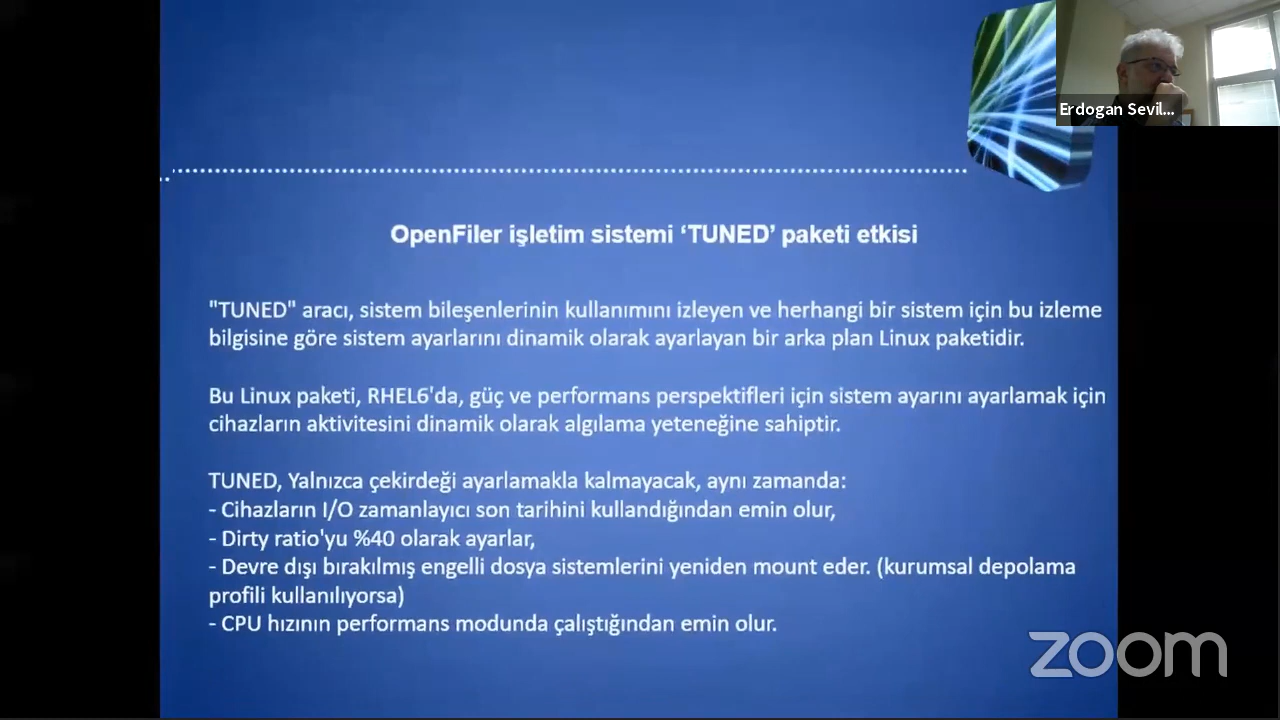 Erdogan Sevil...
OpenFiler işletim sistemi ‘TUNED’ paketi etkisi
"TUNED" aracı, sistem bileşenlerinin kullanımını izleyen ve herhangi bir sistem için bu izleme
bilgisine göre sistem ayarlarını dinamik olarak ayarlayan bir arka plan Linux paketidir.
Bu Linux paketi, RHEL6'da, güç ve performans perspektifleri için sistem ayarını ayarlamak için
cihazların aktivitesini dinamik olarak algılama yeteneğine sahiptir.
TUNED, Yalnızca çekirdeği ayarlamakla kalmayacak, aynı zamanda:
- Cihazların I/O zamanlayıcı son tarihini kullandığından emin olur,
- Dirty ratio'yu %40 olarak ayarlar,
- Devre dışı bırakılmış engelli dosya sistemlerini yeniden mount eder. (kurumsal depolama
profili kullanılıyorsa)
- CPU hızının performans modunda çalıştığından emin olur.
zoom